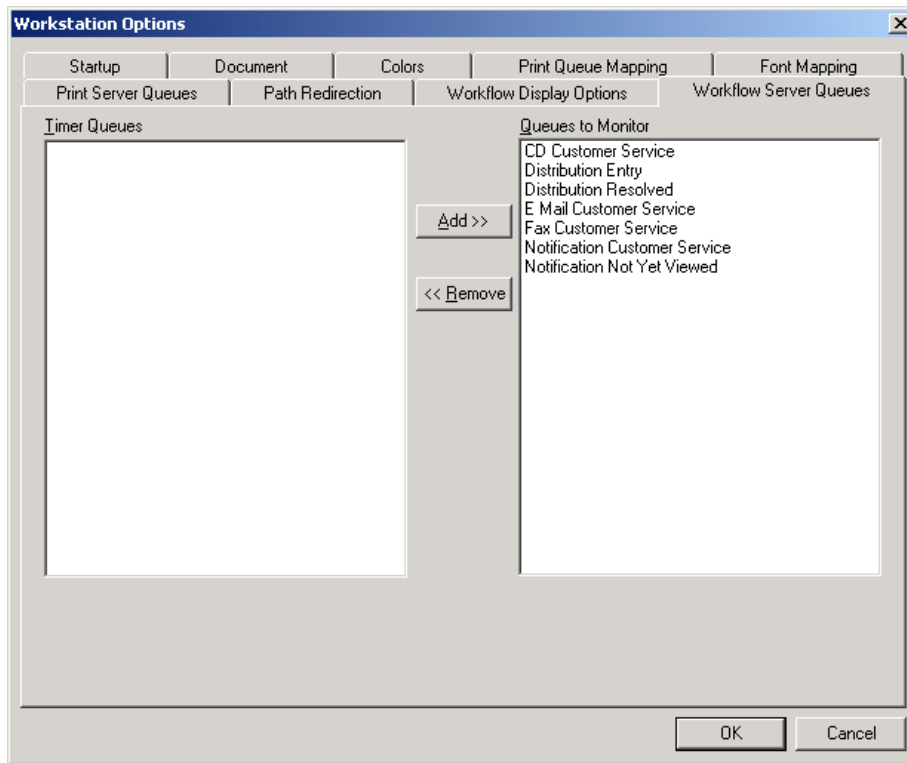 Workstation Options
Startup
Document
Colors
Print Queue Mapping
Font Mapping
Print Server Queues
Path Redirection
Workflow Display Options
Workflow Server Queues
Timer Queues
Queues to Monitor
CD Customer Service
Distribution Entry
Distribution Resolved
E Mail Customer Service
Fax Customer Service
Notification Customer Service
Notification Not Yet Viewed
Add >>
<< Remove
OK
Cancel